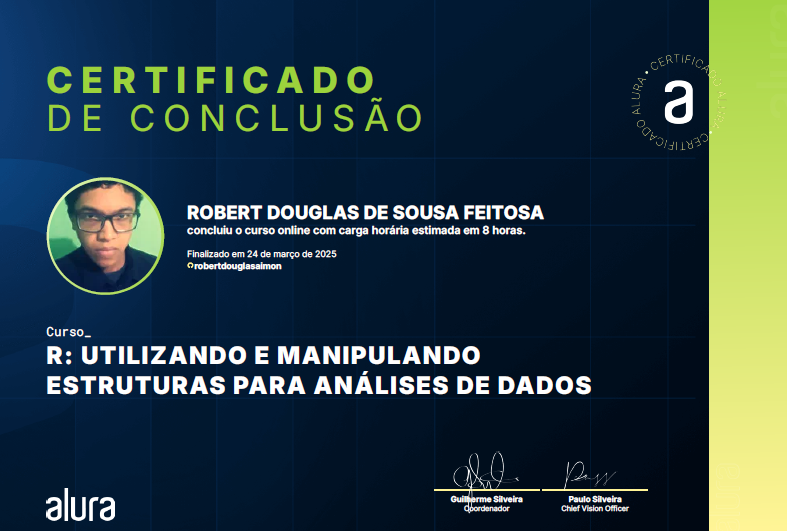 CERTIFICADO
DE CONCLUSÃO
CERTIFICADO ALURA • CERTIFICADO ALURA •
a
ROBERT DOUGLAS DE SOUSA FEITOSA
concluiu o curso online com carga horária estimada em 8 horas.
Finalizado em 24 de março de 2025
robertdouglasaimon
Curso_
R: UTILIZANDO E MANIPULANDO
ESTRUTURAS PARA ANÁLISES DE DADOS
alura
Guilherme Silveira
Coordenador
Paulo Silveira
Chief Vision Officer